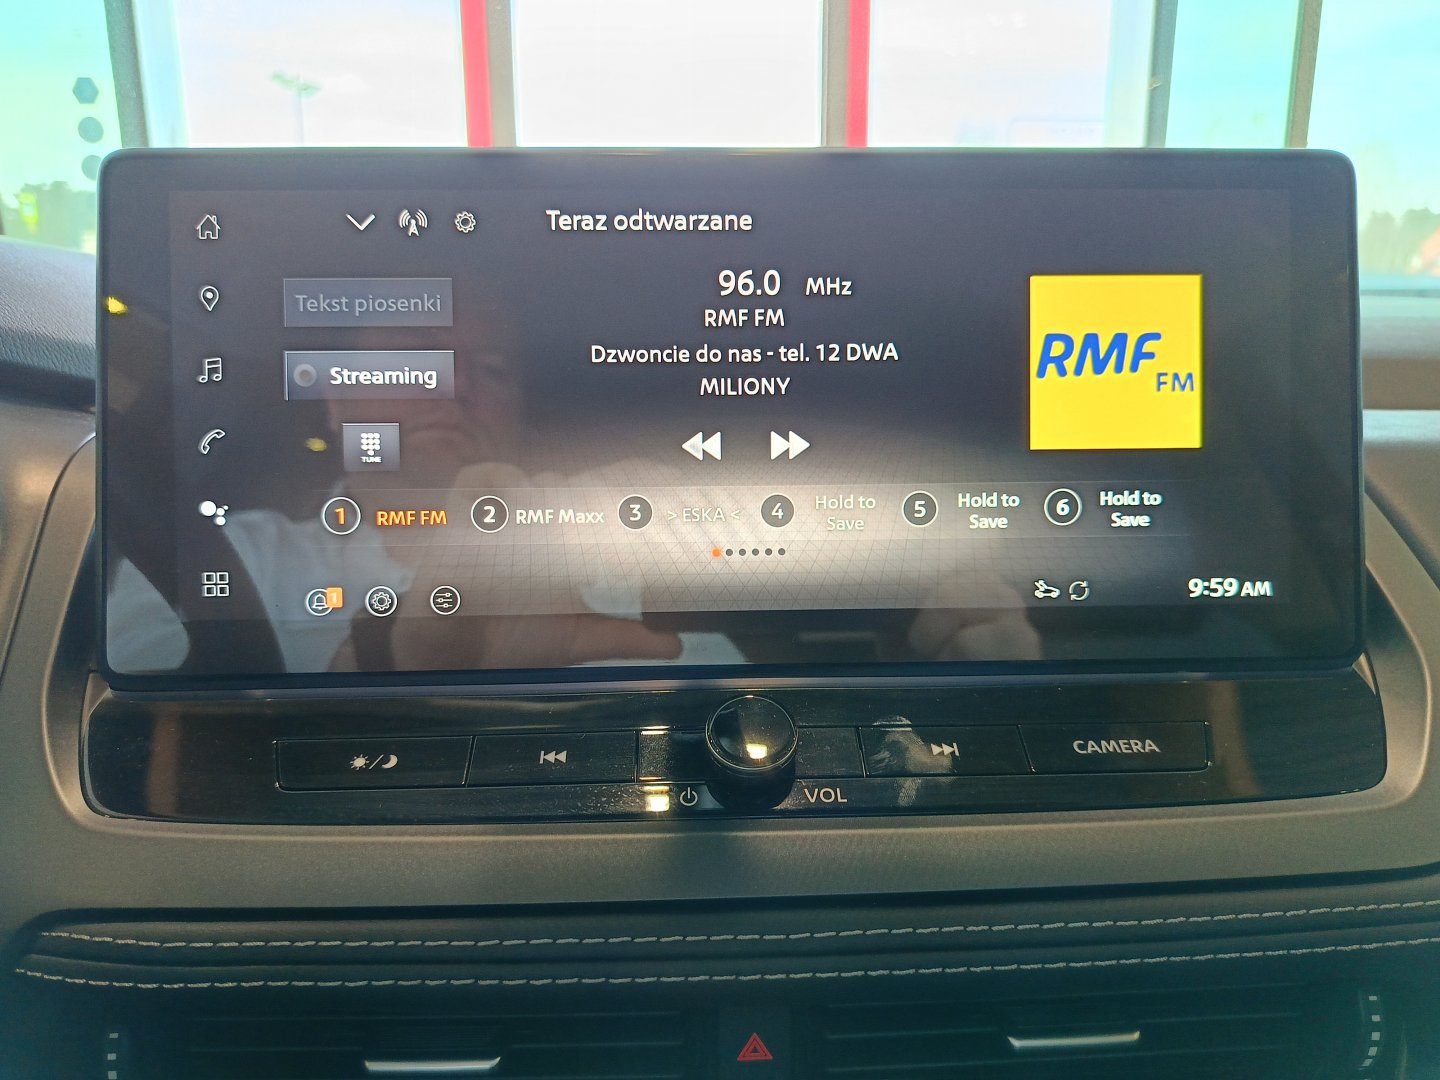 Teraz odtwarzane
96.0 MHz
RMF FM
Dzwoncie do nas - tel. 12 DWA
MILIONY
Tekst piosenki
Streaming
TUNE
RMF
FM
1 RMF FM
2 RMF Maxx
3 > ESKA <
4 Hold to
Save
5 Hold to
Save
6 Hold to
Save
1
9:59 AM
CAMERA
VOL